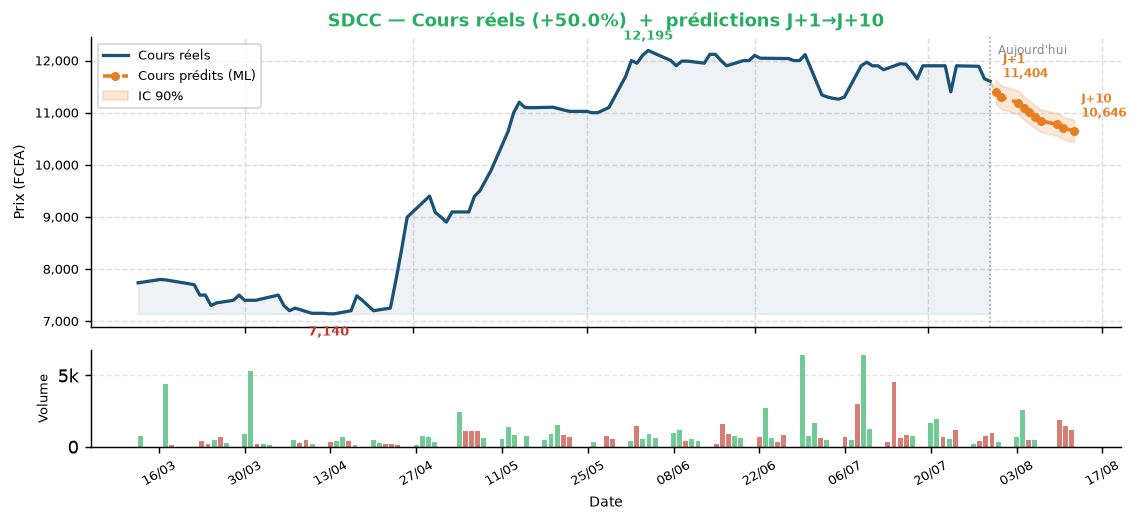 SDCC — Cours réels (+50.0%)  +  prédictions J+1→J+10
12,195
Cours réels
Cours prédits (ML)
IC 90%
Aujourd'hui
J+1
11,404
J+10
10,646
7,140
Prix (FCFA)
12,000
11,000
10,000
9,000
8,000
7,000
Volume
5k
0
16/03
30/03
13/04
27/04
11/05
25/05
08/06
22/06
06/07
20/07
03/08
17/08
Date